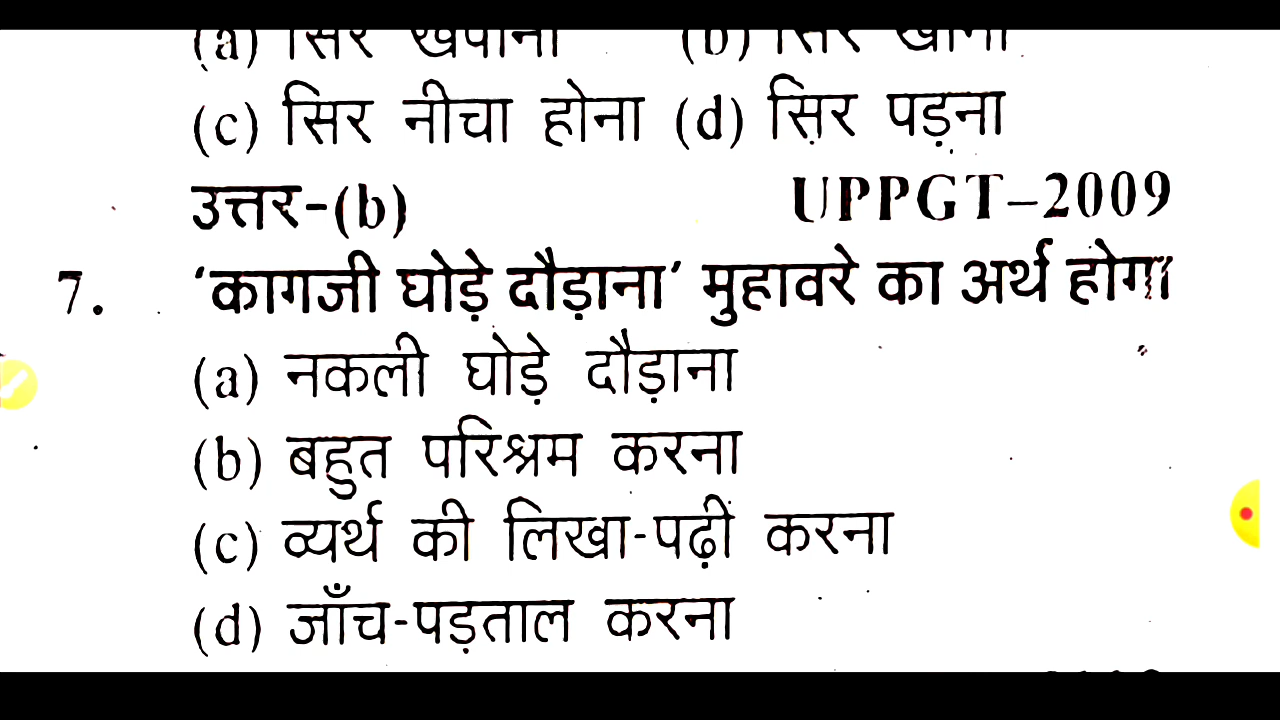 (a) सिर खपाना (b) सिर खाना
(c) सिर नीचा होना (d) सिर पड़ना
उत्तर-(b) UPPGT–2009
7. 'कागजी घोड़े दौड़ाना' मुहावरे का अर्थ होगा
(a) नकली घोड़े दौड़ाना
(b) बहुत परिश्रम करना
(c) व्यर्थ की लिखा-पढ़ी करना
(d) जाँच-पड़ताल करना